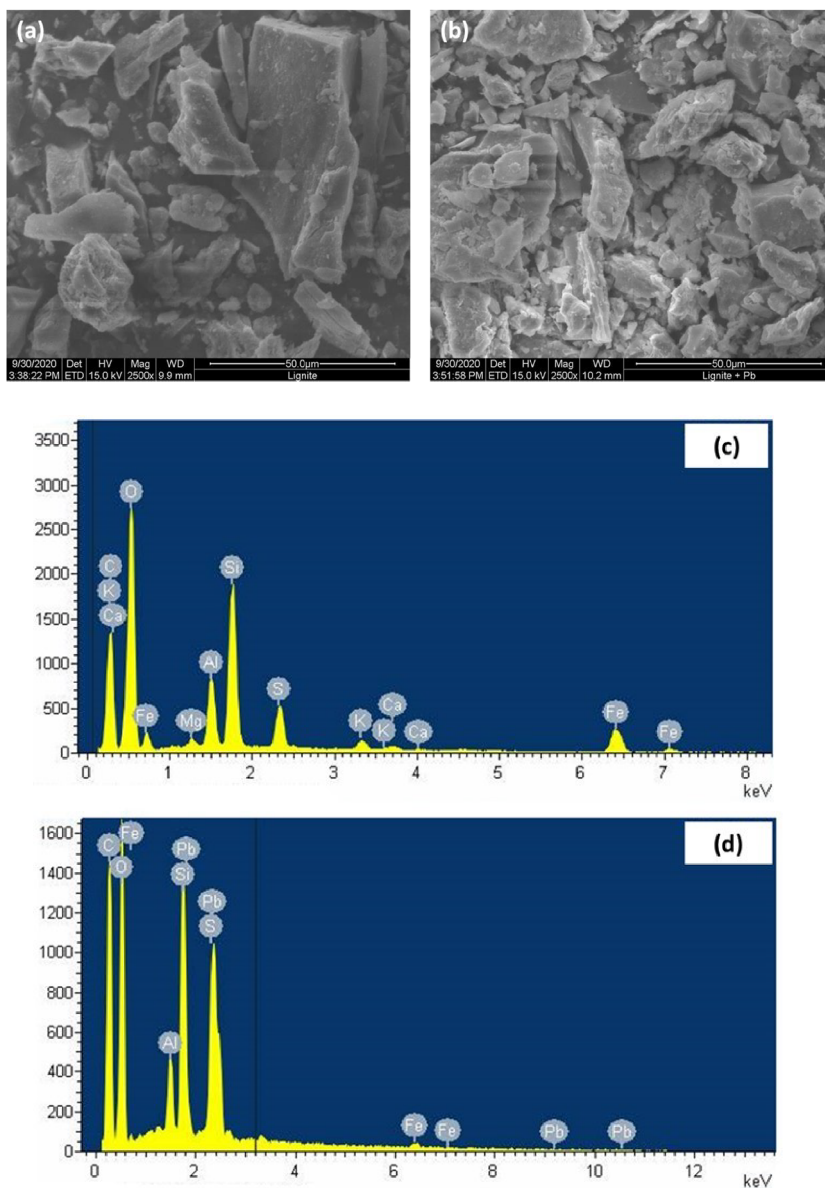 (a)
(b)
9/30/2020 Det HV Mag WD 50.0µm
3:38:22 PM ETD 15.0 kV 2500x 9.9 mm Lignite
9/30/2020 Det HV Mag WD 50.0µm
3:51:58 PM ETD 15.0 kV 2500x 10.2 mm Lignite + Pb
(c)
3500
3000
2500
2000
1500
1000
500
0
O
C
K
Ca
Si
Al
Fe
Mg
S
K
K
Ca
Ca
Fe
Fe
0 1 2 3 4 5 6 7 8
keV
(d)
1600
1400
1200
1000
800
600
400
200
0
C
Fe
O
Pb
Si
Pb
S
Al
Fe
Fe
Pb
Pb
0 2 4 6 8 10 12
keV